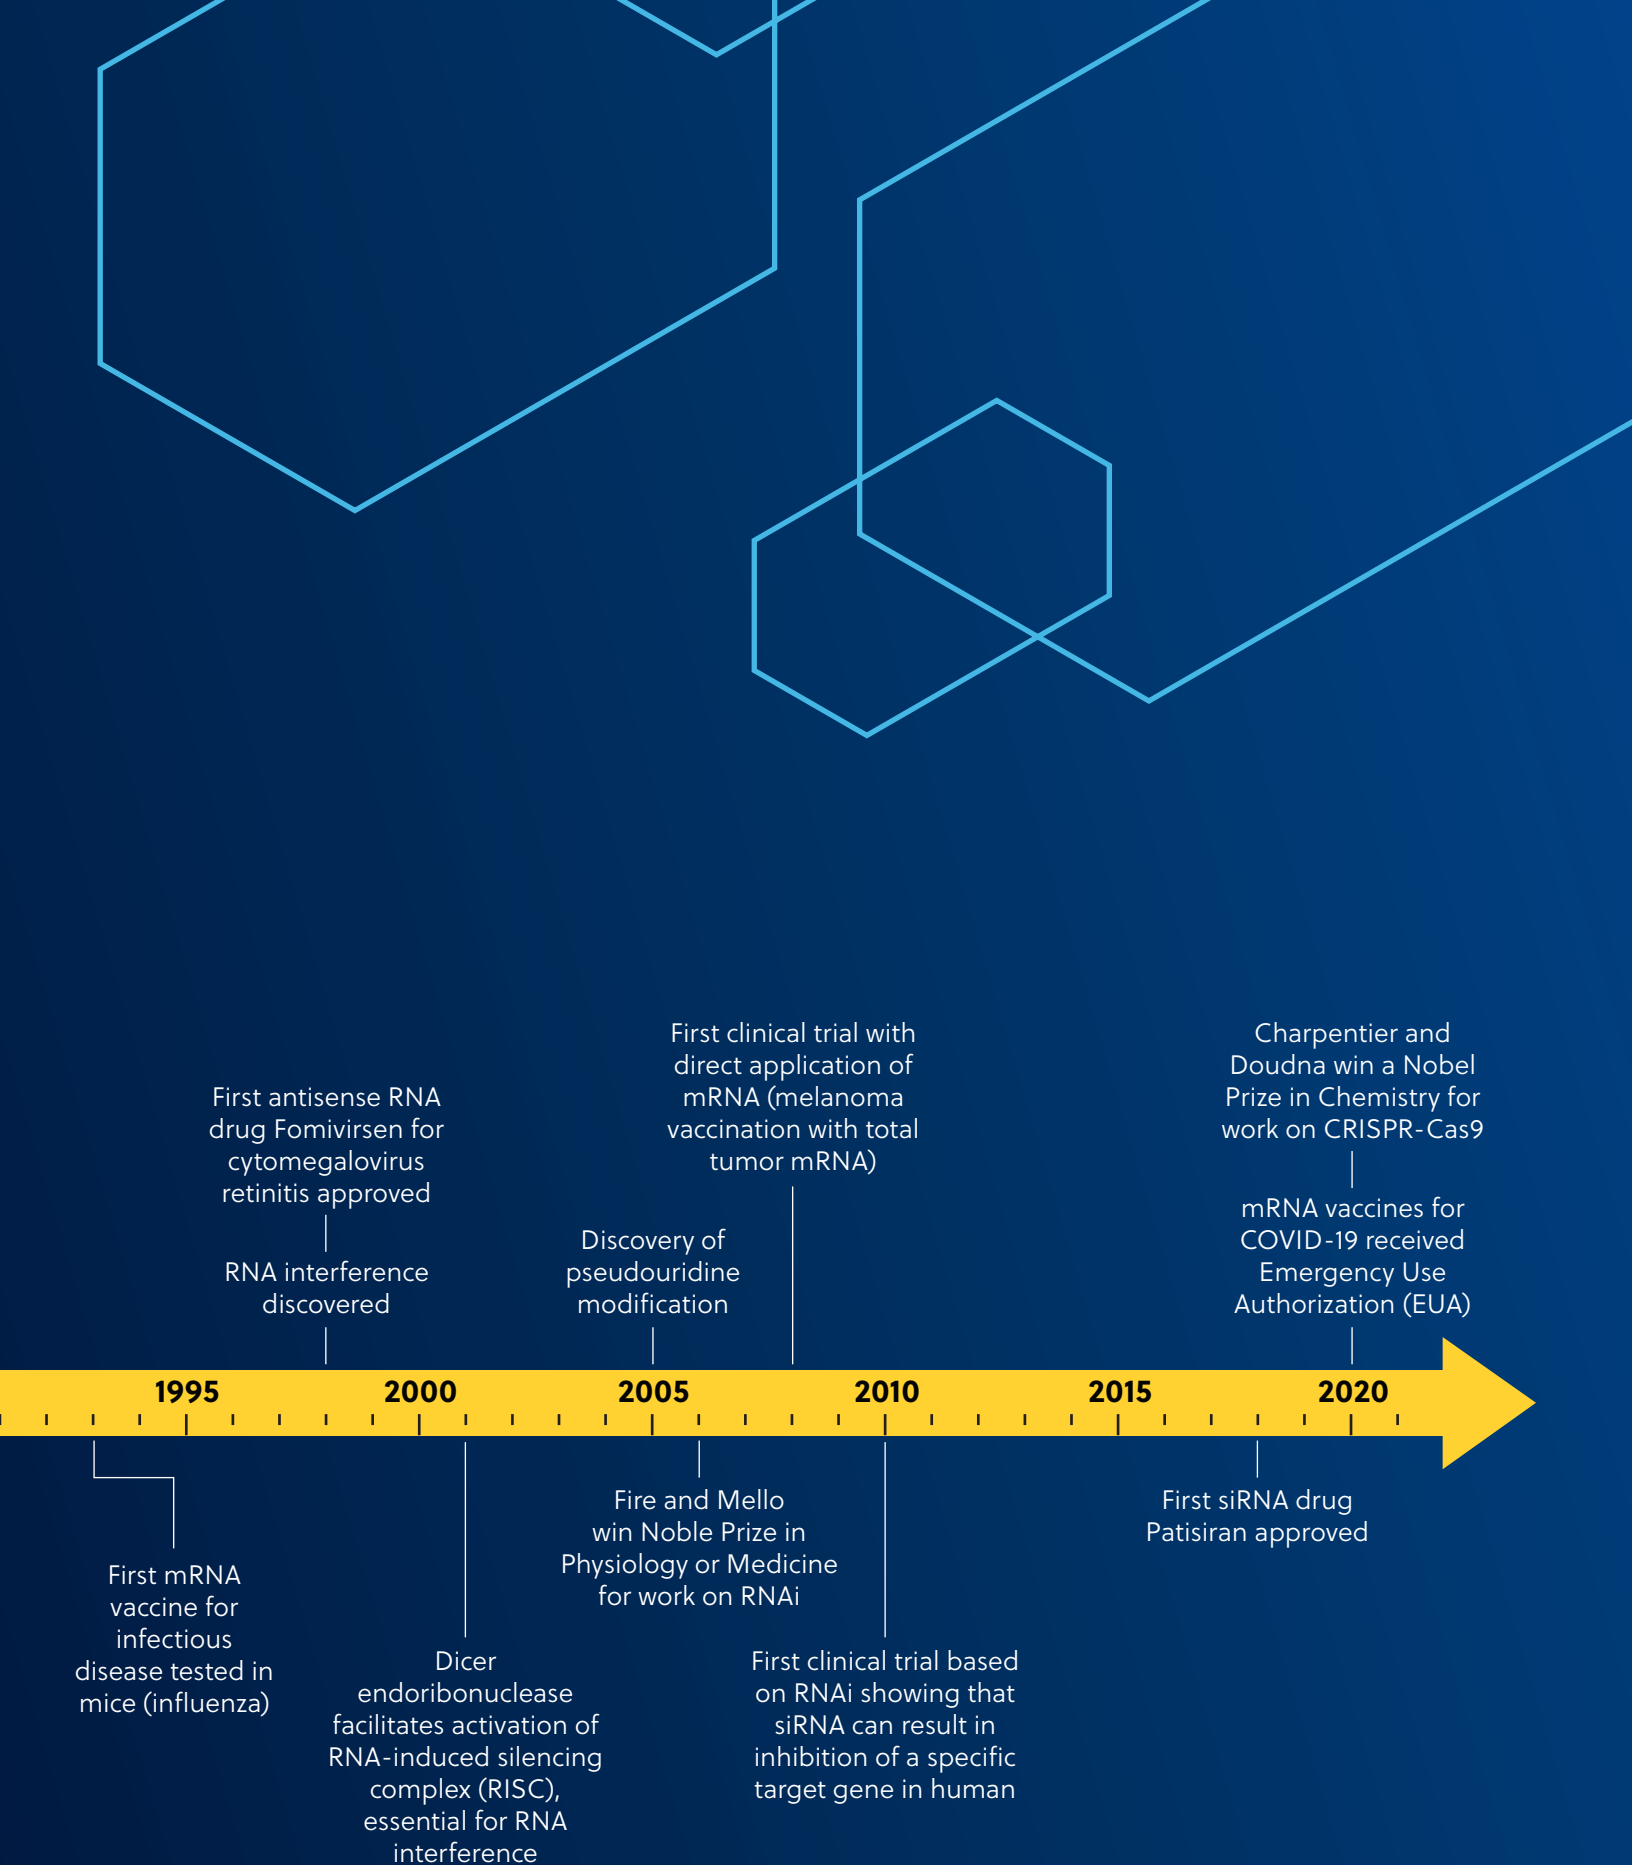 First antisense RNA
drug Fomivirsen for
cytomegalovirus
retinitis approved
RNA interference
discovered
Discovery of
pseudouridine
modification
First clinical trial with
direct application of
mRNA (melanoma
vaccination with total
tumor mRNA)
Charpentier and
Doudna win a Nobel
Prize in Chemistry for
work on CRISPR-Cas9
mRNA vaccines for
COVID-19 received
Emergency Use
Authorization (EUA)
1995 2000 2005 2010 2015 2020
First mRNA
vaccine for
infectious
disease tested in
mice (influenza)
Dicer
endoribonuclease
facilitates activation of
RNA-induced silencing
complex (RISC),
essential for RNA
interference
Fire and Mello
win Noble Prize in
Physiology or Medicine
for work on RNAi
First clinical trial based
on RNAi showing that
siRNA can result in
inhibition of a specific
target gene in human
First siRNA drug
Patisiran approved